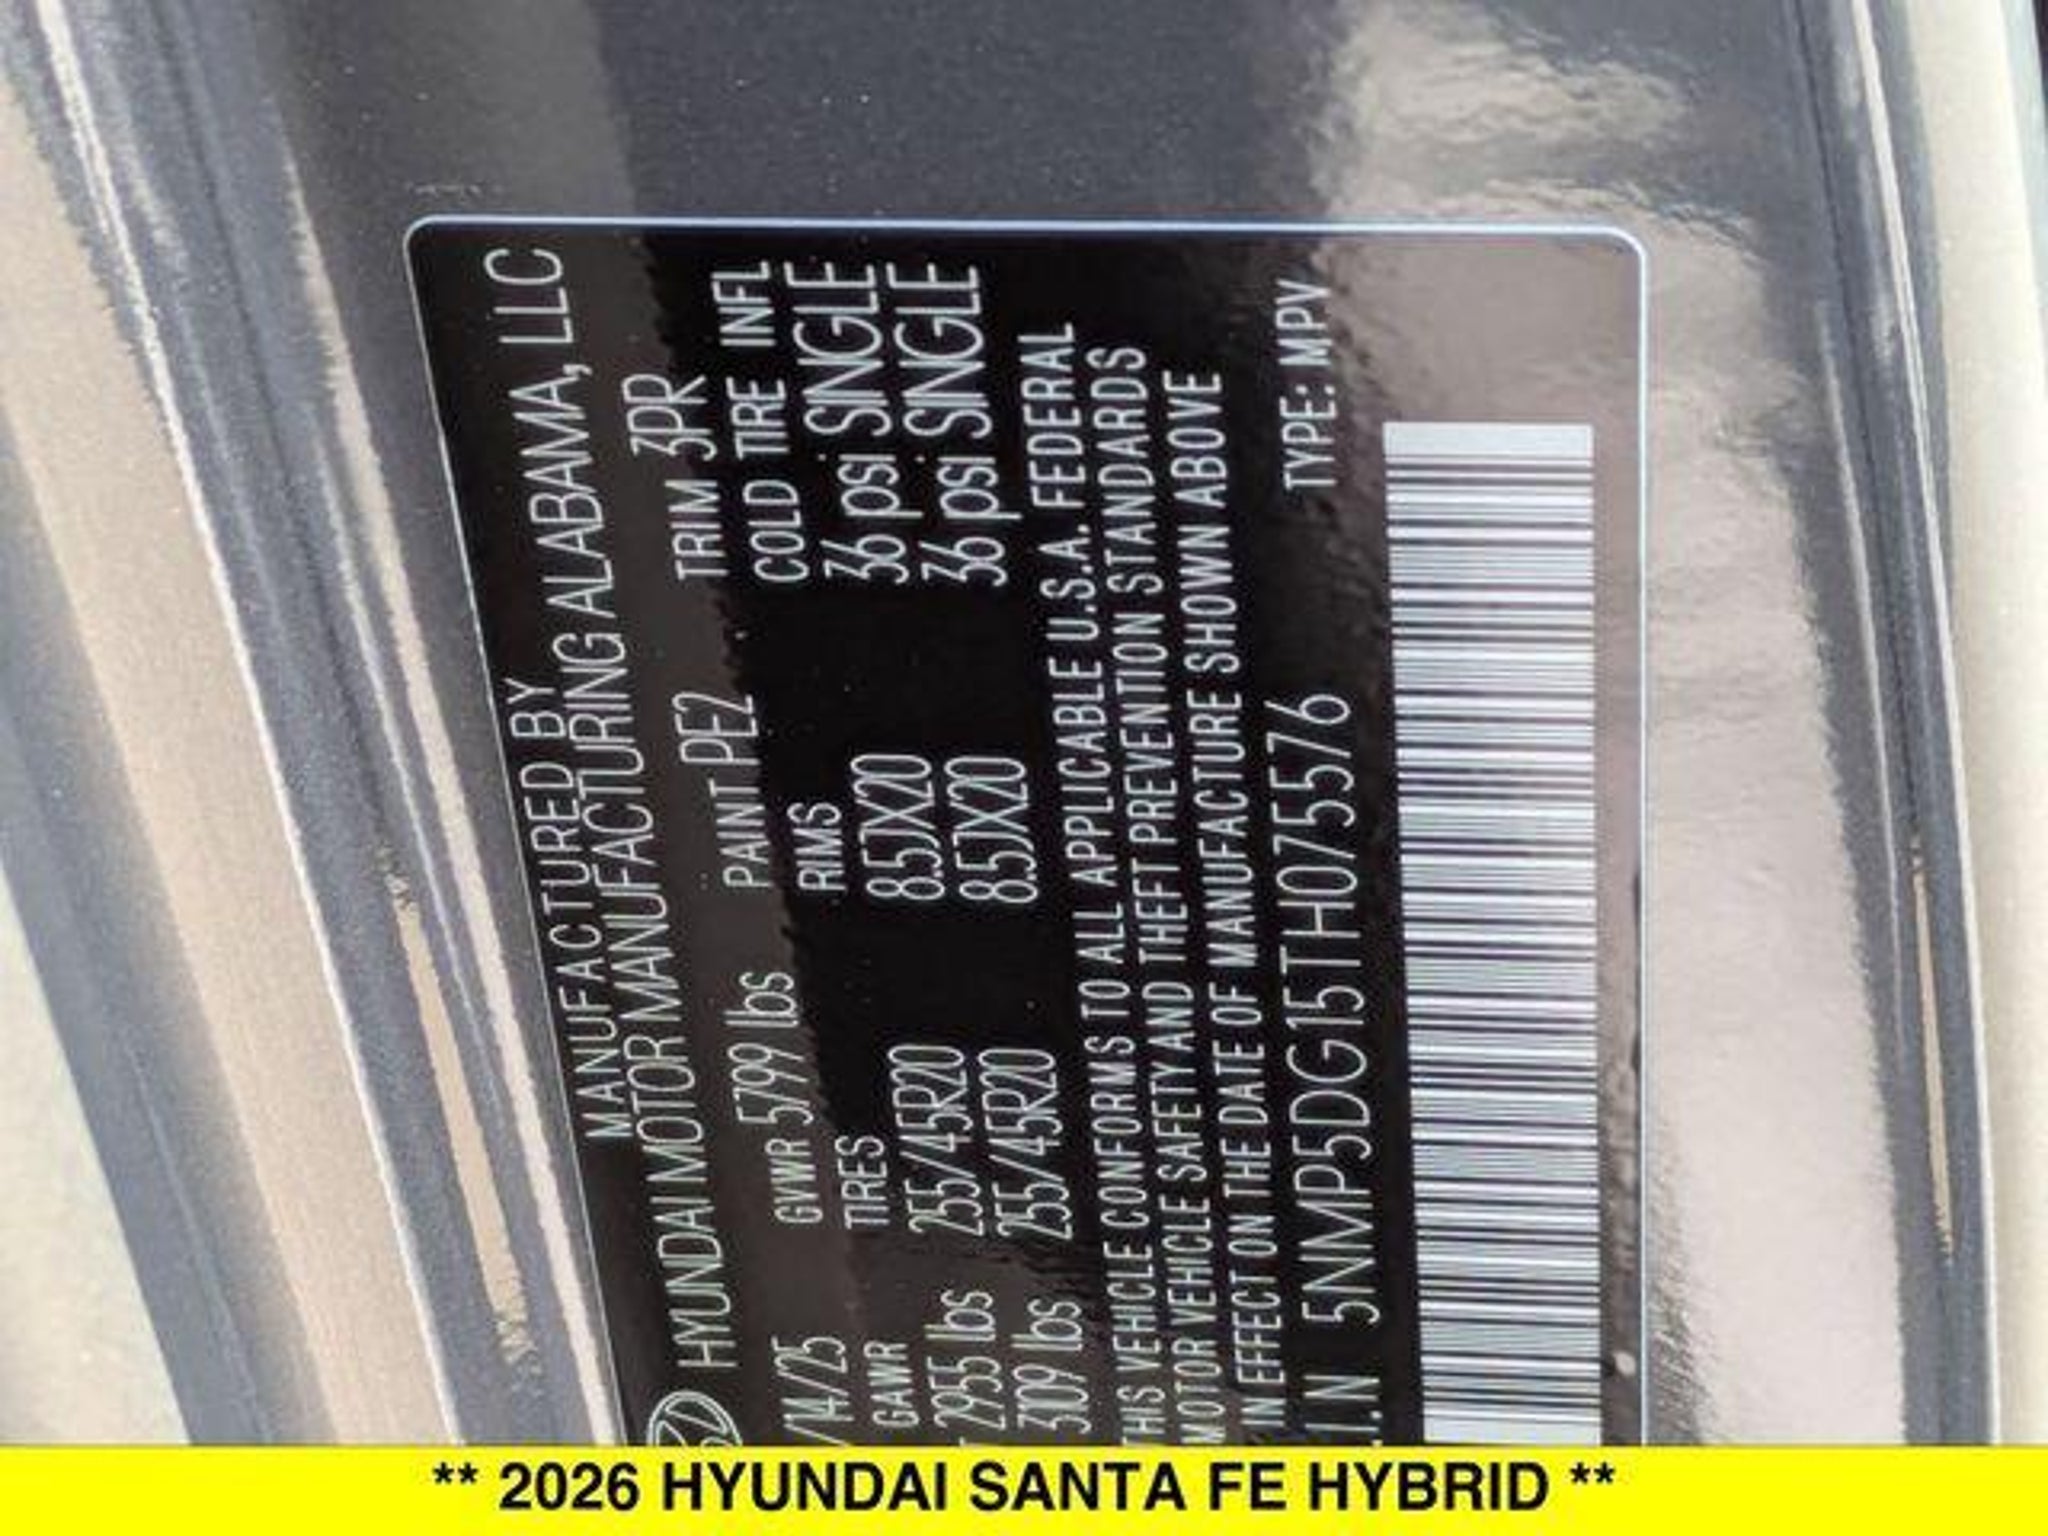 MANUFACTURED BY
HYUNDAI MOTOR MANUFACTURING ALABAMA, LLC
/14/25 GVWR 5799 lbs PAINT PE2 TRIM 3PD 3PR
GAWR TIRES RIMS COLD TIRE INFL
2955 lbs 255/45R20 8.5JX20 36 psi SINGLE
3109 lbs 255/45R20 8.5JX20 36 psi SINGLE
THIS VEHICLE CONFORMS TO ALL APPLICABLE U.S.A. FEDERAL
MOTOR VEHICLE SAFETY AND THEFT PREVENTION STANDARDS
IN EFFECT ON THE DATE OF MANUFACTURE SHOWN ABOVE
.I.N 5NMP5DG15TH075576 TYPE: MPV
** 2026 HYUNDAI SANTA FE HYBRID **